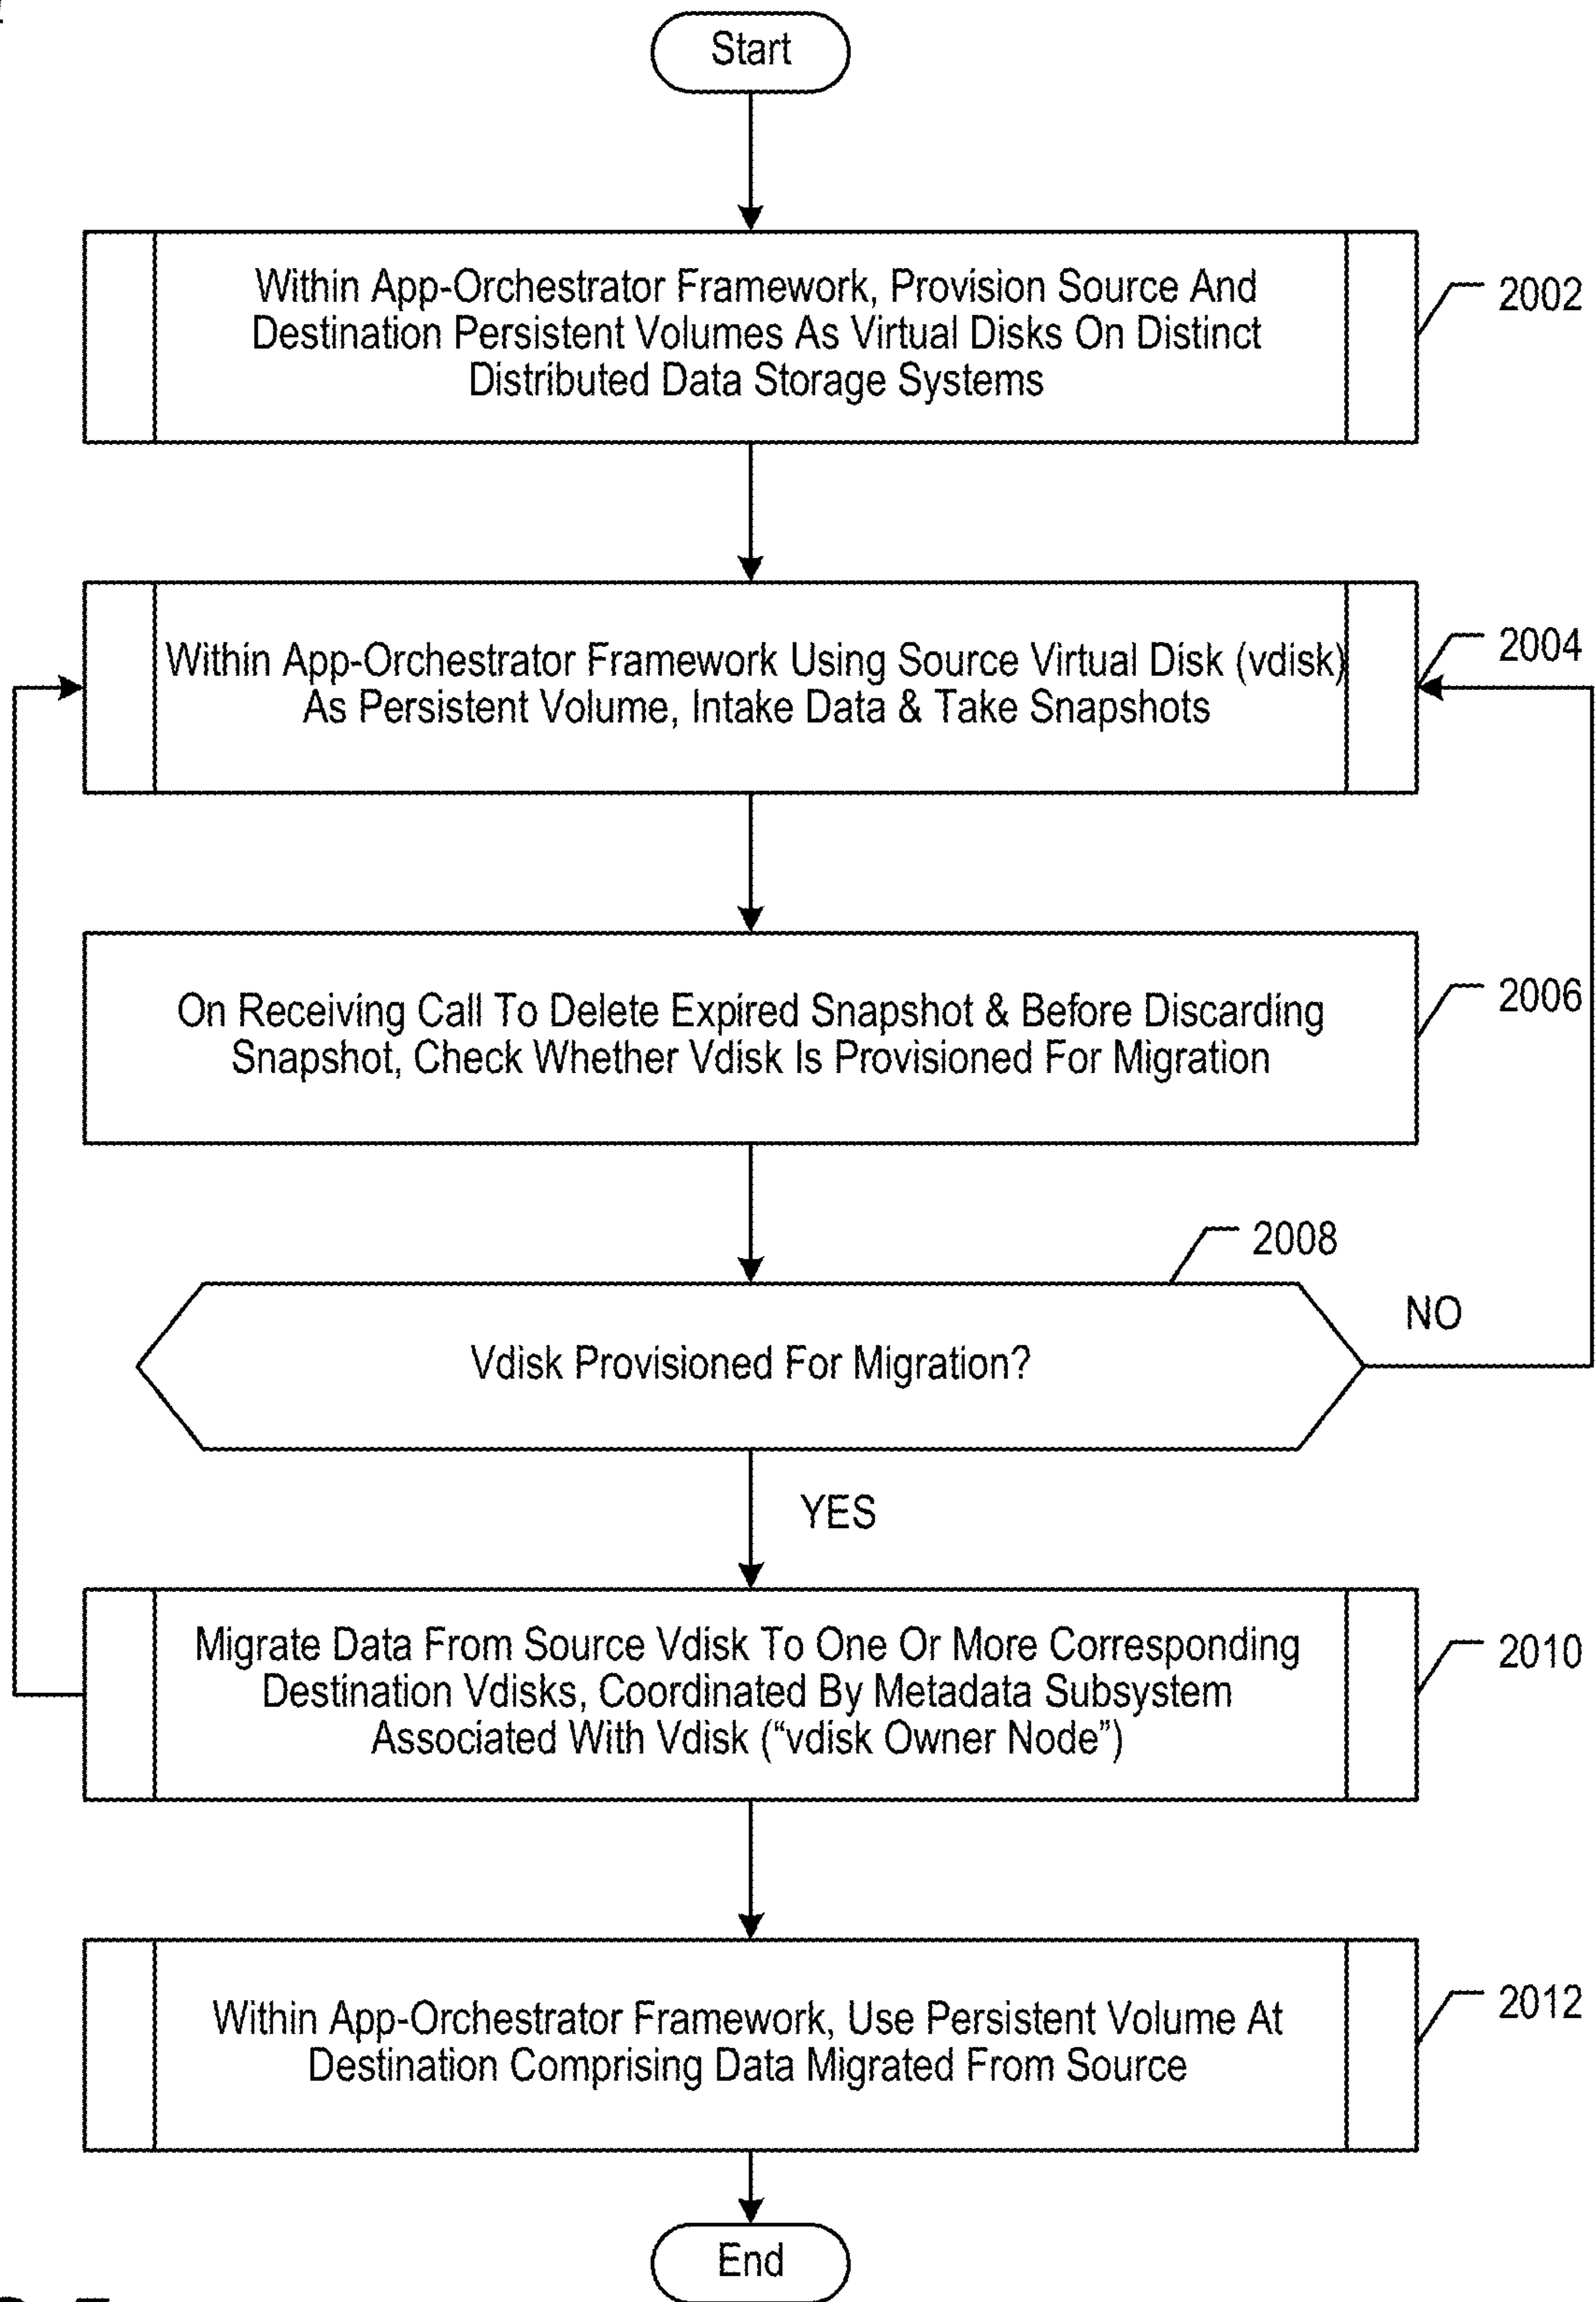 Start
Within App-Orchestrator Framework, Provision Source And
Destination Persistent Volumes As Virtual Disks On Distinct
Distributed Data Storage Systems
2002
Within App-Orchestrator Framework Using Source Virtual Disk (vdisk)
As Persistent Volume, Intake Data & Take Snapshots
2004
On Receiving Call To Delete Expired Snapshot & Before Discarding
Snapshot, Check Whether Vdisk Is Provisioned For Migration
2006
2008
Vdisk Provisioned For Migration?
NO
YES
Migrate Data From Source Vdisk To One Or More Corresponding
Destination Vdisks, Coordinated By Metadata Subsystem
Associated With Vdisk (“vdisk Owner Node”)
2010
Within App-Orchestrator Framework, Use Persistent Volume At
Destination Comprising Data Migrated From Source
2012
End